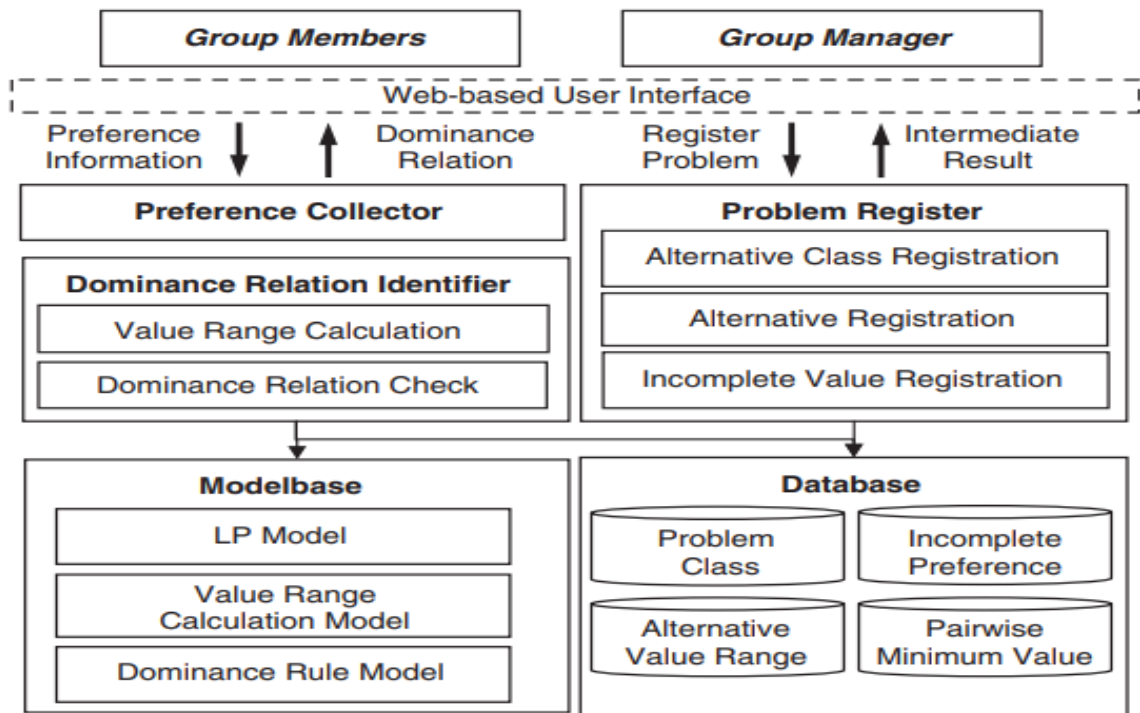 Group Members
Group Manager
Web-based User Interface
Preference
Information
Dominance
Relation
Register
Problem
Intermediate
Result
Preference Collector
Dominance Relation Identifier
Value Range Calculation
Dominance Relation Check
Problem Register
Alternative Class Registration
Alternative Registration
Incomplete Value Registration
Modelbase
LP Model
Value Range
Calculation Model
Dominance Rule Model
Database
Problem
Class
Incomplete
Preference
Alternative
Value Range
Pairwise
Minimum Value